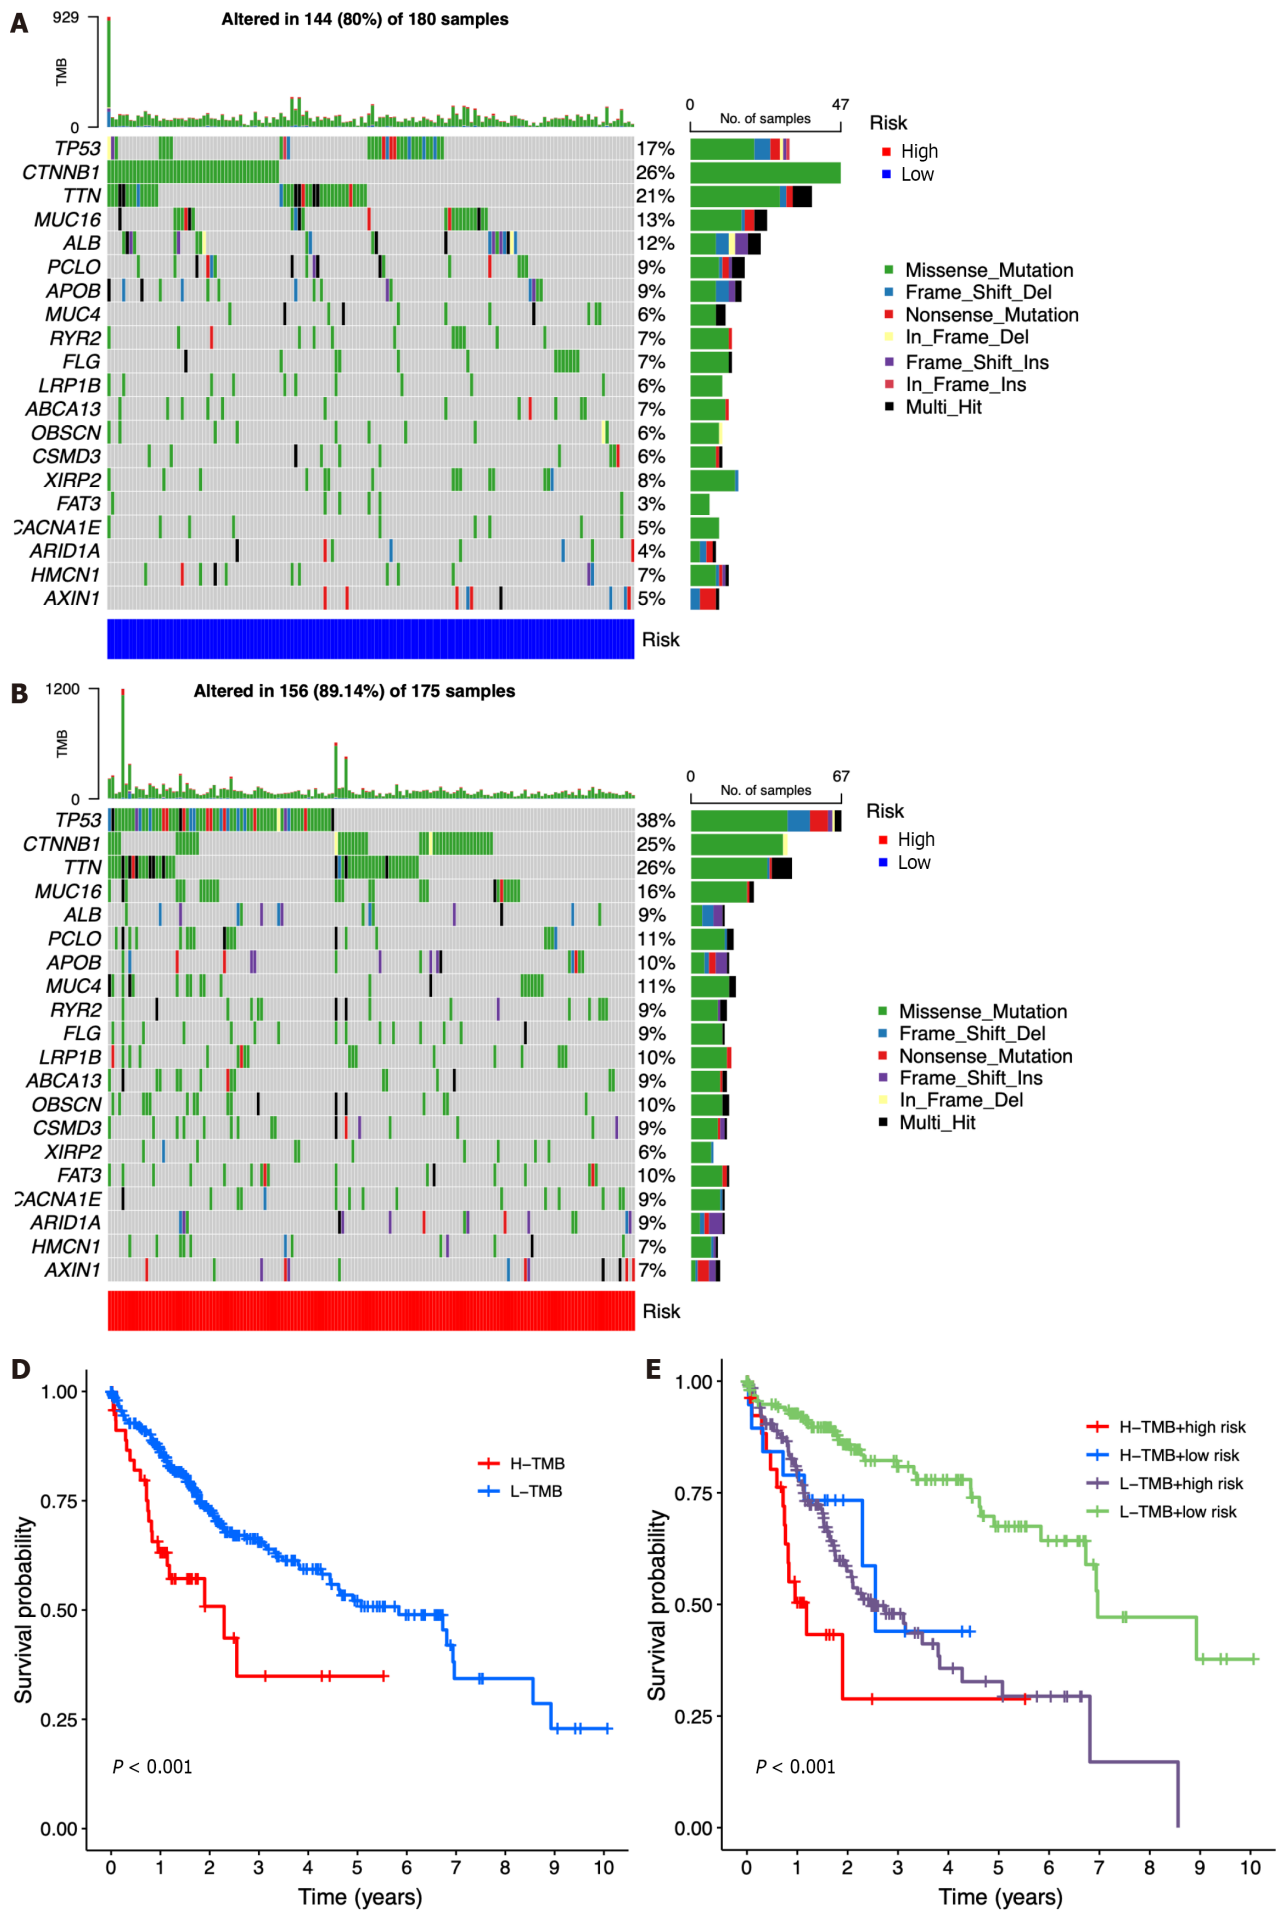 A
Altered in 144 (80%) of 180 samples
929
TMB
0
0 47
No. of samples
TP53 17%
CTNNB1 26%
TTN 21%
MUC16 13%
ALB 12%
PCLO 9%
APOB 9%
MUC4 6%
RYR2 7%
FLG 7%
LRP1B 6%
ABCA13 7%
OBSCN 6%
CSMD3 6%
XIRP2 8%
FAT3 3%
CACNA1E 5%
ARID1A 4%
HMCN1 7%
AXIN1 5%
Risk
Risk
High
Low
Missense_Mutation
Frame_Shift_Del
Nonsense_Mutation
In_Frame_Del
Frame_Shift_Ins
In_Frame_Ins
Multi_Hit
B
Altered in 156 (89.14%) of 175 samples
1200
TMB
0
0 67
No. of samples
TP53 38%
CTNNB1 25%
TTN 26%
MUC16 16%
ALB 9%
PCLO 11%
APOB 10%
MUC4 11%
RYR2 9%
FLG 9%
LRP1B 10%
ABCA13 9%
OBSCN 10%
CSMD3 9%
XIRP2 6%
FAT3 10%
CACNA1E 9%
ARID1A 9%
HMCN1 7%
AXIN1 7%
Risk
Risk
High
Low
Missense_Mutation
Frame_Shift_Del
Nonsense_Mutation
Frame_Shift_Ins
In_Frame_Del
Multi_Hit
D
Survival probability
1.00
0.75
0.50
0.25
0.00
H-TMB
L-TMB
P < 0.001
0 1 2 3 4 5 6 7 8 9 10
Time (years)
E
Survival probability
1.00
0.75
0.50
0.25
0.00
H-TMB+high risk
H-TMB+low risk
L-TMB+high risk
L-TMB+low risk
P < 0.001
0 1 2 3 4 5 6 7 8 9 10
Time (years)